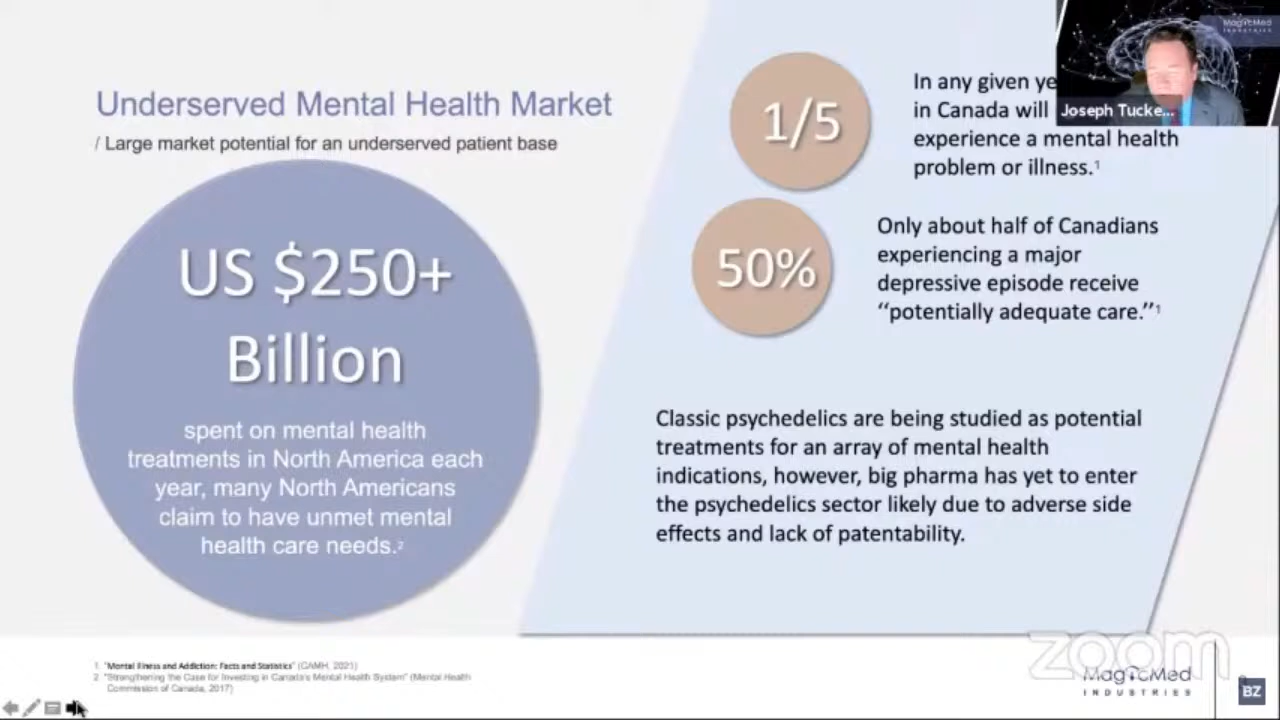 Underserved Mental Health Market
/ Large market potential for an underserved patient base
US $250+
Billion
spent on mental health
treatments in North America each
year, many North Americans
claim to have unmet mental
health care needs.²
1/5
In any given ye
in Canada will
experience a mental health
problem or illness.¹
50%
Only about half of Canadians
experiencing a major
depressive episode receive
‘‘potentially adequate care.’’¹
Classic psychedelics are being studied as potential
treatments for an array of mental health
indications, however, big pharma has yet to enter
the psychedelics sector likely due to adverse side
effects and lack of patentability.
MagicMed
INDUSTRIES
Joseph Tucke...
1 "Mental Illness and Addiction: Facts and Statistics" (CAMH, 2021)
2 "Strengthening the Case for Investing in Canada's Mental Health System" (Mental Health
Commission of Canada, 2017)
zoom
MagicMed
INDUSTRIES
BZ